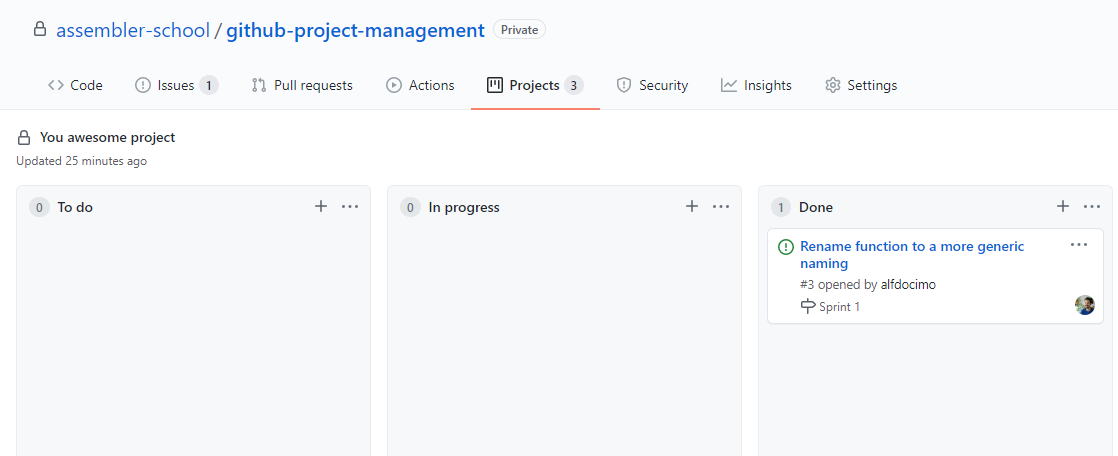 assembler-school / github-project-management Private
Code Issues 1 Pull requests Actions Projects 3 Security Insights Settings
You awesome project
Updated 25 minutes ago
0 To do
0 In progress
1 Done
Rename function to a more generic
naming
#3 opened by alfdocimo
Sprint 1